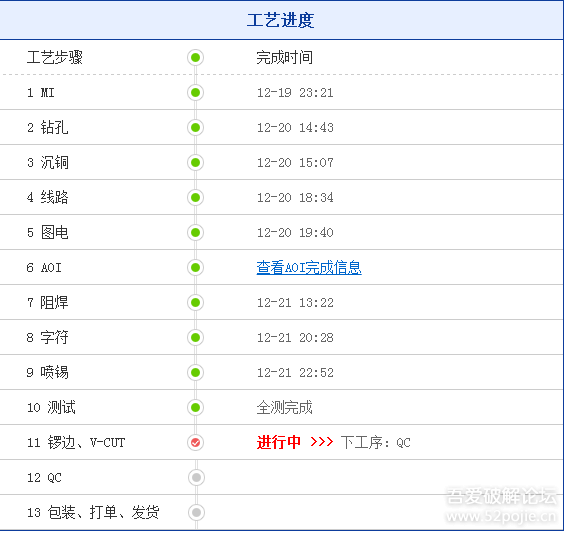 工艺进度
工艺步骤 完成时间
1 MI 12-19 23:21
2 钻孔 12-20 14:43
3 沉铜 12-20 15:07
4 线路 12-20 18:34
5 图电 12-20 19:40
6 AOI 查看AOI完成信息
7 阻焊 12-21 13:22
8 字符 12-21 20:28
9 喷锡 12-21 22:52
10 测试 全测完成
11 锣边、V-CUT 进行中 >>> 下工序: QC
12 QC
13 包装、打单、发货
吾爱破解论坛
www.52pojie.cn